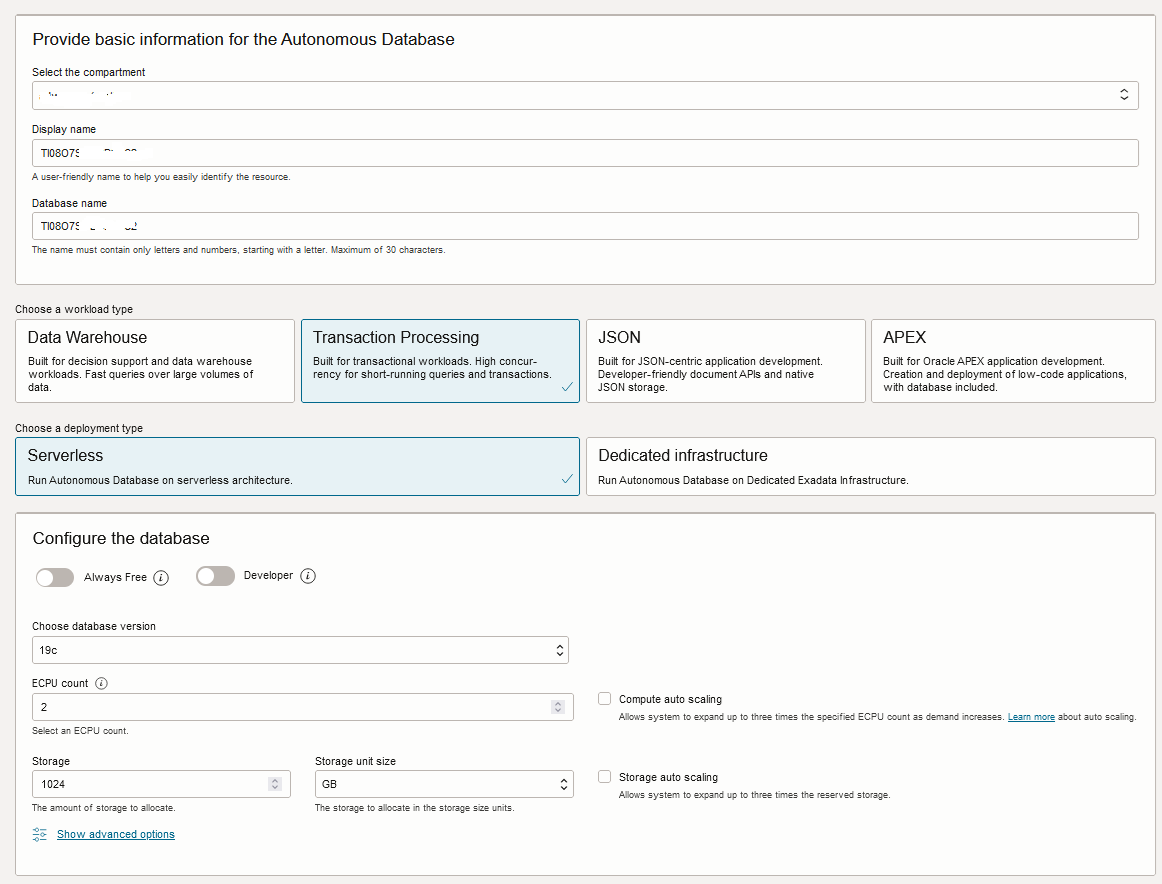 Provide basic information for the Autonomous Database
Select the compartment
Display name
A user-friendly name to help you easily identify the resource.
Database name
The name must contain only letters and numbers, starting with a letter. Maximum of 30 characters.
Choose a workload type
Data Warehouse
Built for decision support and data warehouse
workloads. Fast queries over large volumes of
data.
Transaction Processing
Built for transactional workloads. High concur-
rency for short-running queries and transactions.
JSON
Built for JSON-centric application development.
Developer-friendly document APIs and native
JSON storage.
APEX
Built for Oracle APEX application development.
Creation and deployment of low-code applications,
with database included.
Choose a deployment type
Serverless
Run Autonomous Database on serverless architecture.
Dedicated infrastructure
Run Autonomous Database on Dedicated Exadata Infrastructure.
Configure the database
Always Free
Developer
Choose database version
19c
ECPU count
2
Select an ECPU count.
Compute auto scaling
Allows system to expand up to three times the specified ECPU count as demand increases. Learn more about auto scaling.
Storage
1024
The amount of storage to allocate.
Storage unit size
GB
The storage to allocate in the storage size units.
Storage auto scaling
Allows system to expand up to three times the reserved storage.
Show advanced options